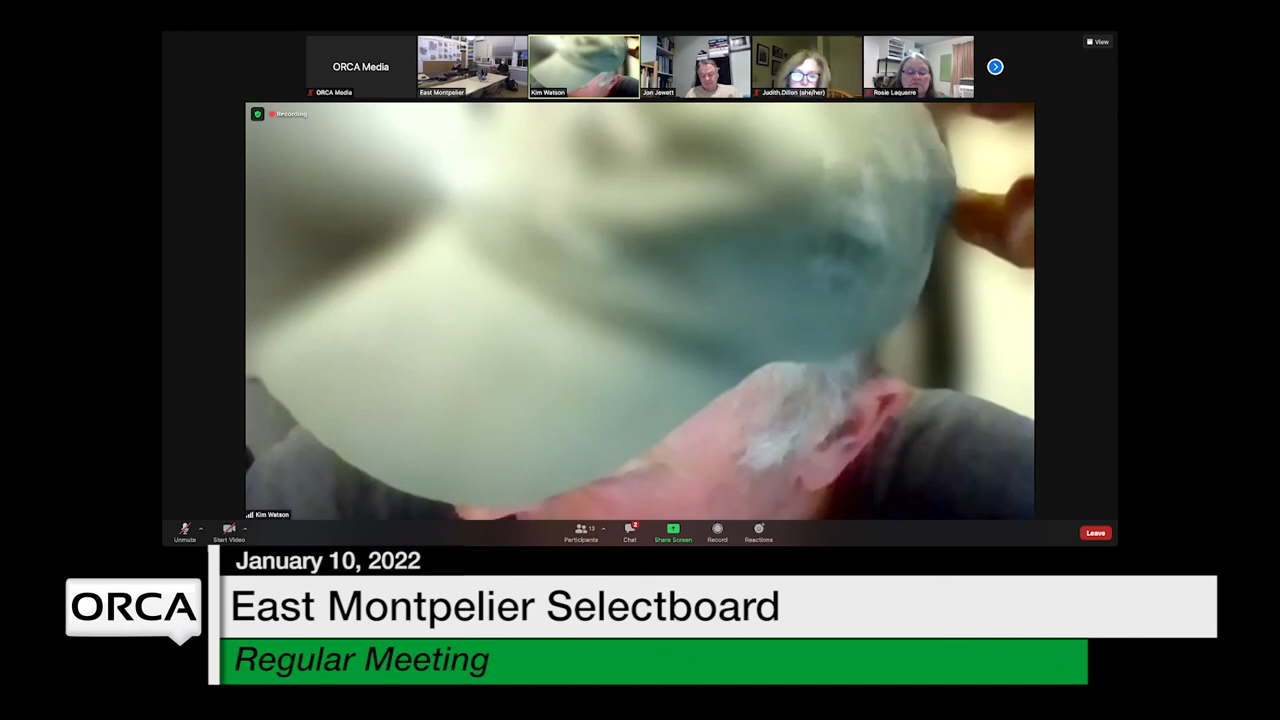 ORCA Media
ORCA Media
East Montpelier
Kim Watson
Jon Jewett
Judith.Dillon (she/her)
Rosie Laquerre
View
Recording
Kim Watson
Unmute
Start Video
Participants
13
Chat
2
Share Screen
Record
Reactions
Leave
January 10, 2022
ORCA
East Montpelier Selectboard
Regular Meeting